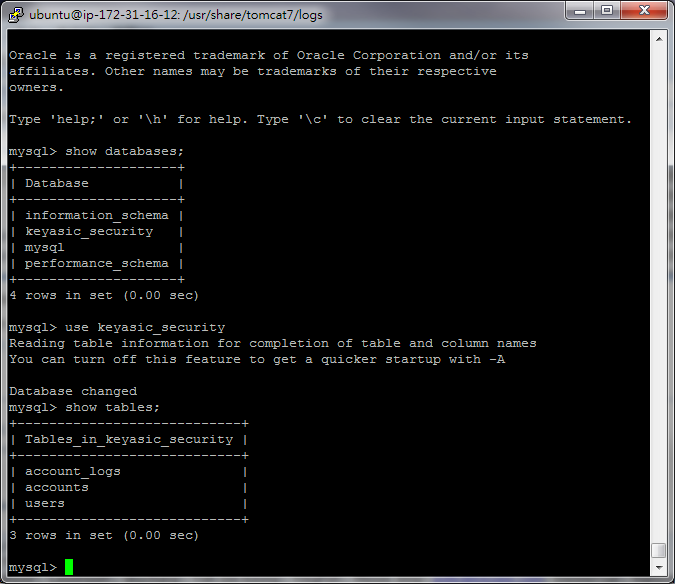 ubuntu@ip-172-31-16-12: /usr/share/tomcat7/logs
Oracle is a registered trademark of Oracle Corporation and/or its
affiliates. Other names may be trademarks of their respective
owners.
Type 'help;' or '\h' for help. Type '\c' to clear the current input statement.
mysql> show databases;
+--------------------+
| Database           |
+--------------------+
| information_schema |
| keyasic_security   |
| mysql              |
| performance_schema |
+--------------------+
4 rows in set (0.00 sec)
mysql> use keyasic_security
Reading table information for completion of table and column names
You can turn off this feature to get a quicker startup with -A
Database changed
mysql> show tables;
+----------------------------+
| Tables_in_keyasic_security |
+----------------------------+
| account_logs               |
| accounts                   |
| users                      |
+----------------------------+
3 rows in set (0.00 sec)
mysql>